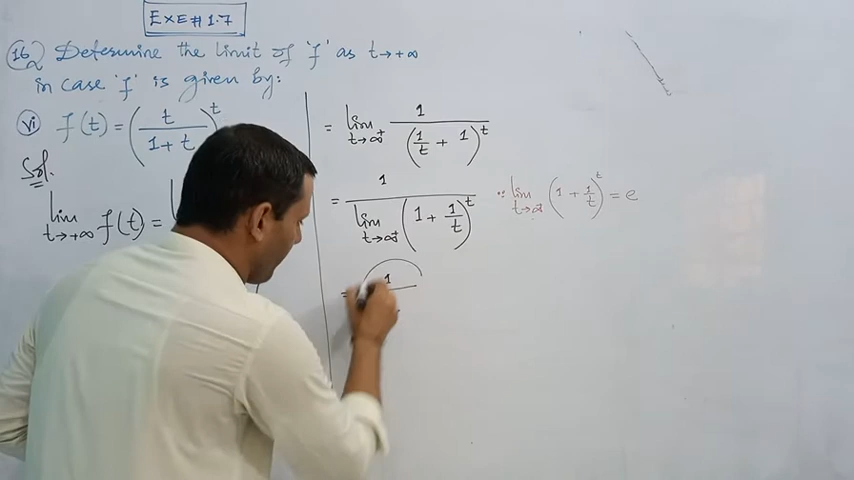 EXE # 1.7
16 Determine the limit of 'f' as t → +∞
in case 'f' is given by:
vi f(t) = (t / 1 + t)^t
Sol.
lim t→+∞ f(t) =
= lim t→∞+ 1 / (1/t + 1)^t
= 1 / lim t→∞+ (1 + 1/t)^t ∵ lim t→∞+ (1 + 1/t)^t = e
= 1